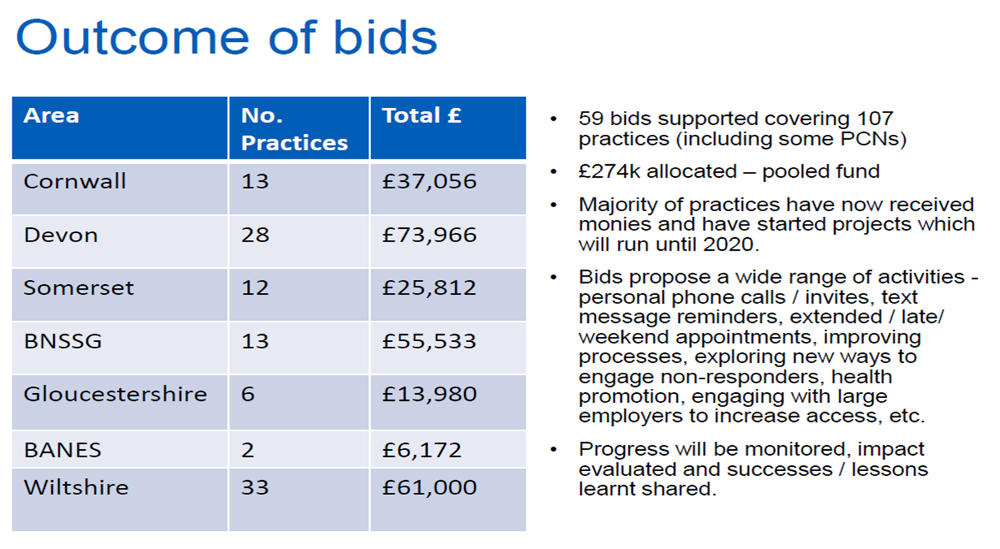 Outcome of bids
Area No. Practices Total £
Cornwall 13 £37,056
Devon 28 £73,966
Somerset 12 £25,812
BNSSG 13 £55,533
Gloucestershire 6 £13,980
BANES 2 £6,172
Wiltshire 33 £61,000
• 59 bids supported covering 107
practices (including some PCNs)
• £274k allocated – pooled fund
• Majority of practices have now received
monies and have started projects which
will run until 2020.
• Bids propose a wide range of activities -
personal phone calls / invites, text
message reminders, extended / late/
weekend appointments, improving
processes, exploring new ways to
engage non-responders, health
promotion, engaging with large
employers to increase access, etc.
• Progress will be monitored, impact
evaluated and successes / lessons
learnt shared.